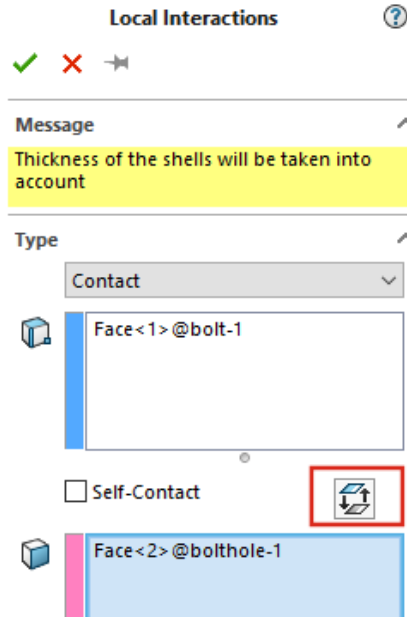 Local Interactions
?
Message
Thickness of the shells will be taken into
account
Type
Contact
Face<1>@bolt-1
Self-Contact
Face<2>@bolthole-1